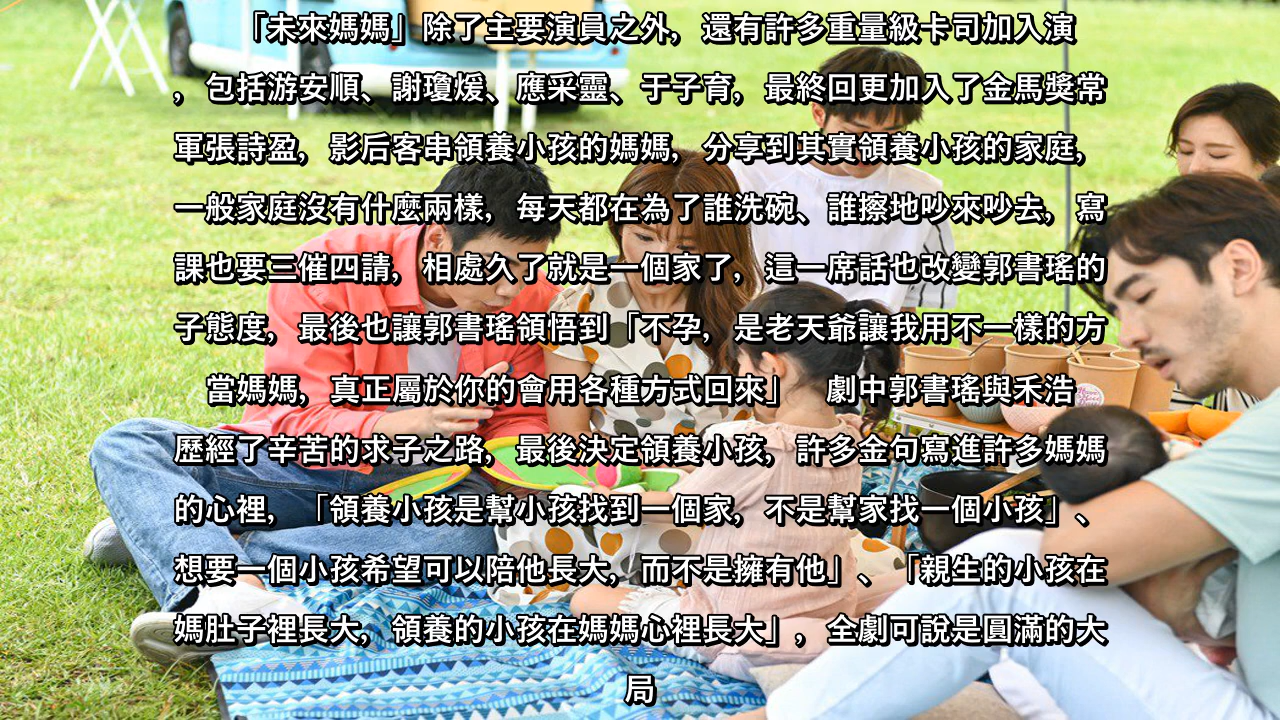 「未來媽媽」除了主要演員之外，還有許多重量級卡司加入演
，包括游安順、謝瓊煖、應采靈、于子育，最終回更加入了金馬獎常
軍張詩盈，影后客串領養小孩的媽媽，分享到其實領養小孩的家庭，
一般家庭沒有什麼兩樣，每天都在為了誰洗碗、誰擦地吵來吵去，寫
課也要三催四請，相處久了就是一個家了，這一席話也改變郭書瑤的
子態度，最後也讓郭書瑤領悟到「不孕，是老天爺讓我用不一樣的方
當媽媽，真正屬於你的會用各種方式回來」　劇中郭書瑤與禾浩
歷經了辛苦的求子之路，最後決定領養小孩，許多金句寫進許多媽媽
的心裡，「領養小孩是幫小孩找到一個家，不是幫家找一個小孩」、
想要一個小孩希望可以陪他長大，而不是擁有他」、「親生的小孩在
媽肚子裡長大，領養的小孩在媽媽心裡長大」，全劇可說是圓滿的大
局